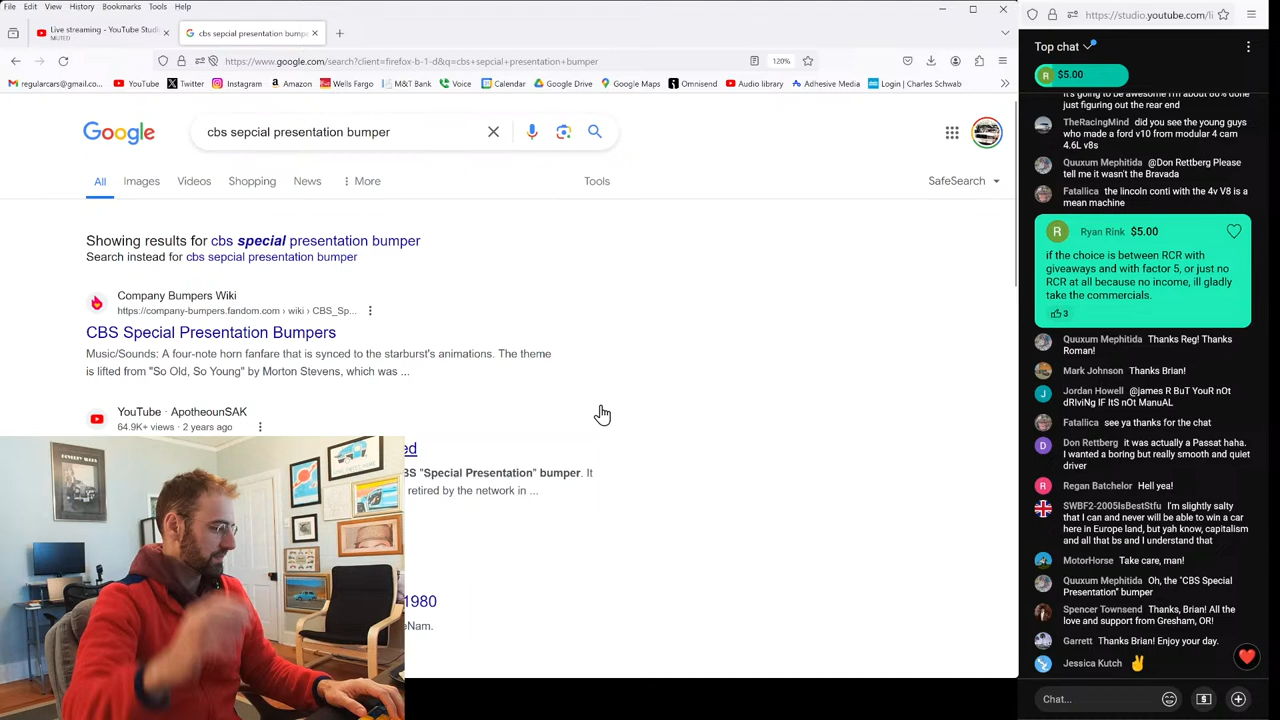 File Edit View History Bookmarks Tools Help
Live streaming - YouTube Studi
MUTED
cbs sepcial presentation bump
https://www.google.com/search?client=firefox-b-1-d&q=cbs+sepcial+presentation+bumper
120%
regularcars@gmail.co...
YouTube
Twitter
Instagram
Amazon
Wells Fargo
M&T Bank
Voice
Calendar
Google Drive
Google Maps
Omnisend
Audio library
Adhesive Media
Login | Charles Schwab
Google
cbs sepcial presentation bumper
All Images Videos Shopping News More Tools SafeSearch
Showing results for cbs special presentation bumper
Search instead for cbs sepcial presentation bumper
Company Bumpers Wiki
https://company-bumpers.fandom.com › wiki › CBS_Sp...
CBS Special Presentation Bumpers
Music/Sounds: A four-note horn fanfare that is synced to the starburst's animations. The theme
is lifted from "So Old, So Young" by Morton Stevens, which was ...
YouTube · ApotheounSAK
64.9K+ views · 2 years ago
ed
BS "Special Presentation" bumper. It
retired by the network in ...
1980
eNam.
https://studio.youtube.com/li
Top chat
R $5.00
it's going to be awesome I'm about 80% done
just figuring out the rear end
TheRacingMind did you see the young guys
who made a ford v10 from modular 4 cam
4.6L v8s
Quuxum Mephitida @Don Rettberg Please
tell me it wasn't the Bravada
Fatallica the lincoln conti with the 4v V8 is a
mean machine
R Ryan Rink $5.00
if the choice is between RCR with
giveaways and with factor 5, or just no
RCR at all because no income, ill gladly
take the commercials.
3
Quuxum Mephitida Thanks Reg! Thanks
Roman!
Mark Johnson Thanks Brian!
J Jordan Howell @james R BuT YouR nOt
dRIviNg IF ItS nOt ManuAL
Fatallica see ya thanks for the chat
D Don Rettberg it was actually a Passat haha.
I wanted a boring but really smooth and quiet
driver
R Regan Batchelor Hell yea!
SWBF2-2005IsBestStfu I'm slightly salty
that I can and never will be able to win a car
here in Europe land, but yah know, capitalism
and all that bs and I understand that
MotorHorse Take care, man!
Quuxum Mephitida Oh, the "CBS Special
Presentation" bumper
Spencer Townsend Thanks, Brian! All the
love and support from Gresham, OR!
Garrett Thanks Brian! Enjoy your day.
Jessica Kutch
Chat...